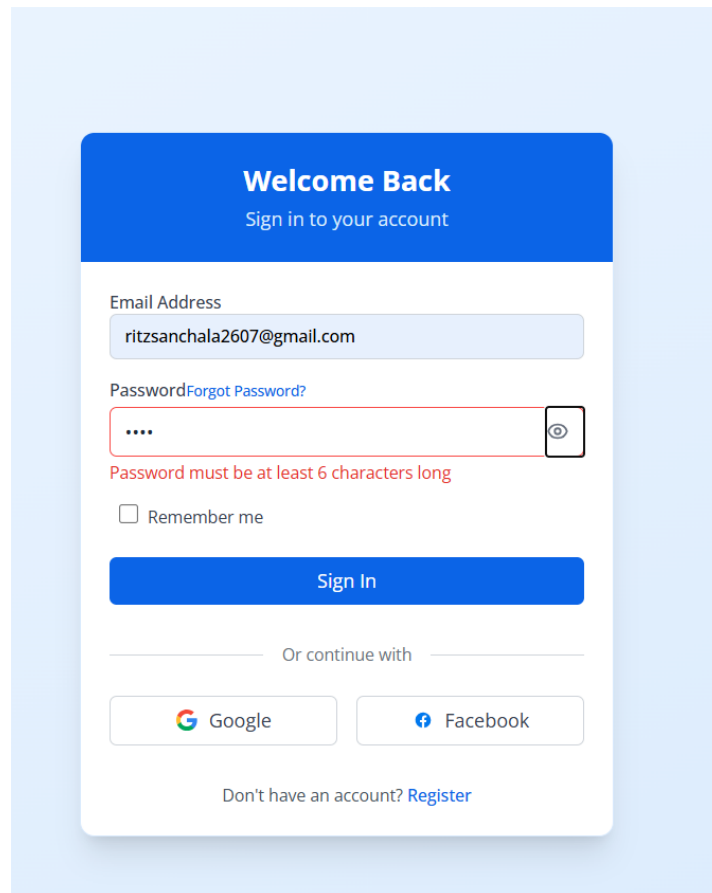 Welcome Back
Sign in to your account
Email Address
ritzsanchala2607@gmail.com
PasswordForgot Password?
••••
Password must be at least 6 characters long
Remember me
Sign In
Or continue with
Google
Facebook
Don't have an account? Register